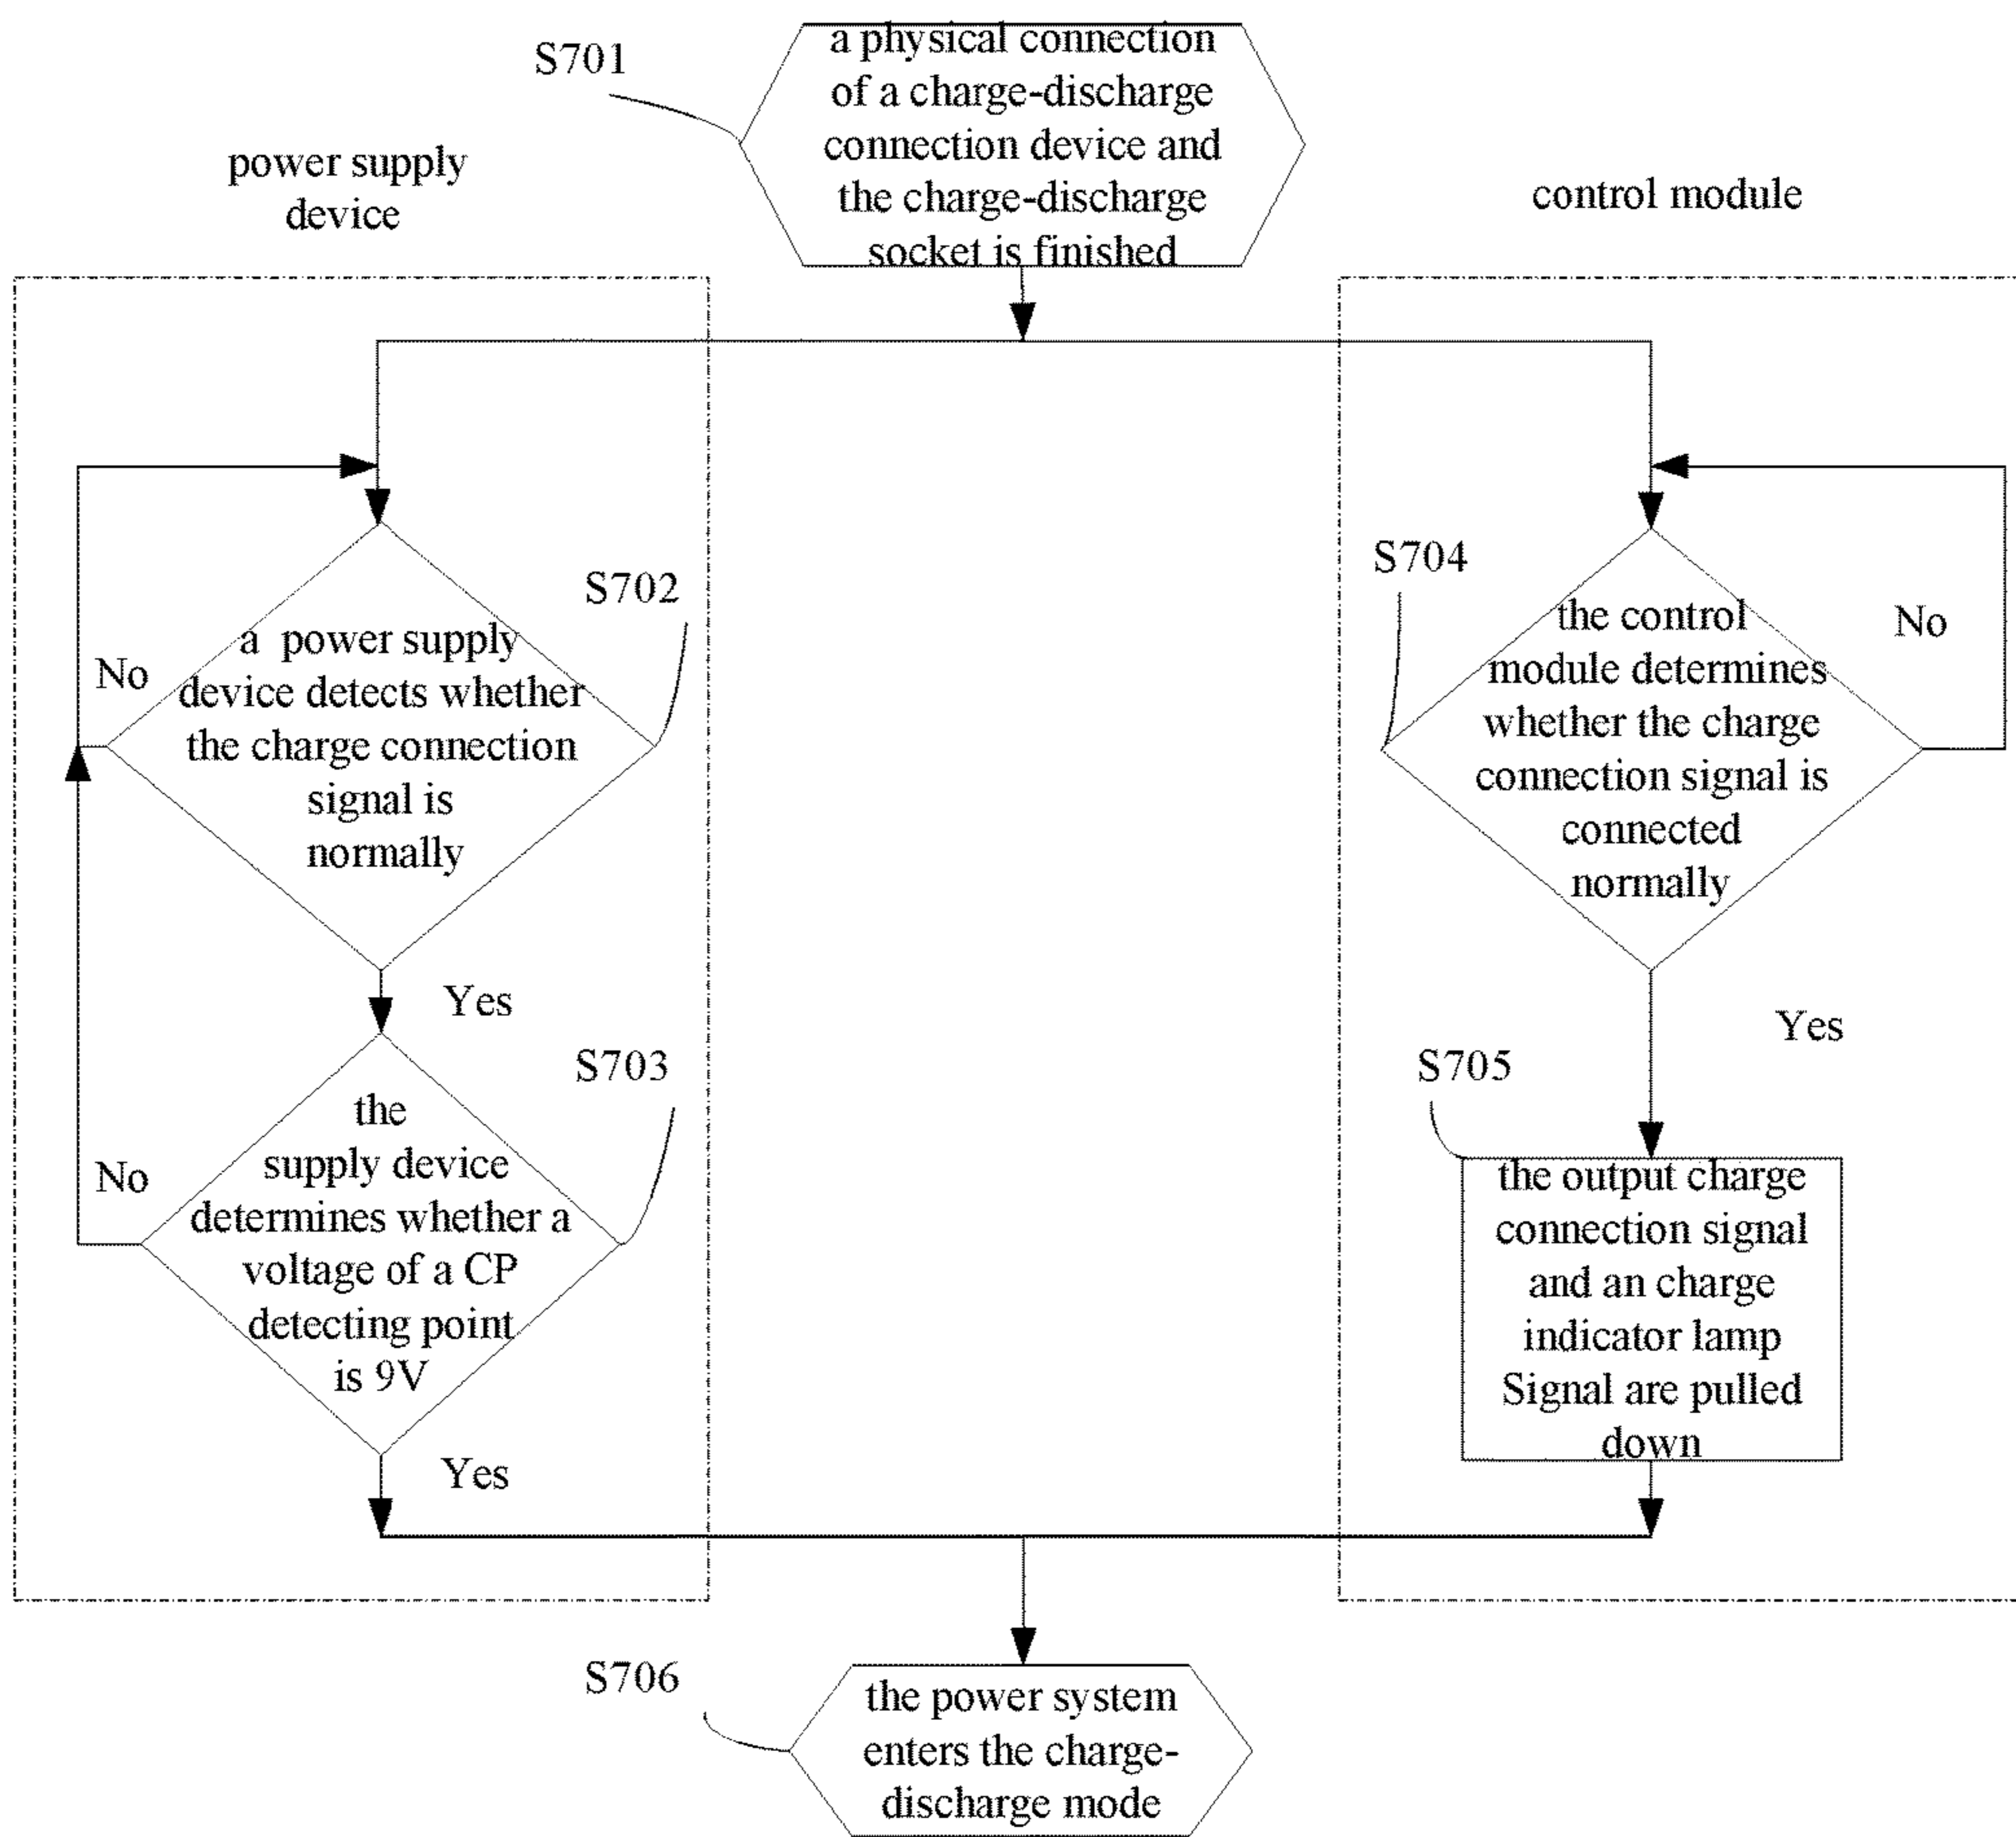 S701
a physical connection
of a charge-discharge
connection device and
the charge-discharge
socket is finished
power supply
device
control module
S702
No
a power supply
device detects whether
the charge connection
signal is
normally
Yes
S703
No
the
supply device
determines whether a
voltage of a CP
detecting point
is 9V
Yes
S704
No
the control
module determines
whether the charge
connection signal is
connected
normally
Yes
S705
the output charge
connection signal
and an charge
indicator lamp
Signal are pulled
down
S706
the power system
enters the charge-
discharge mode